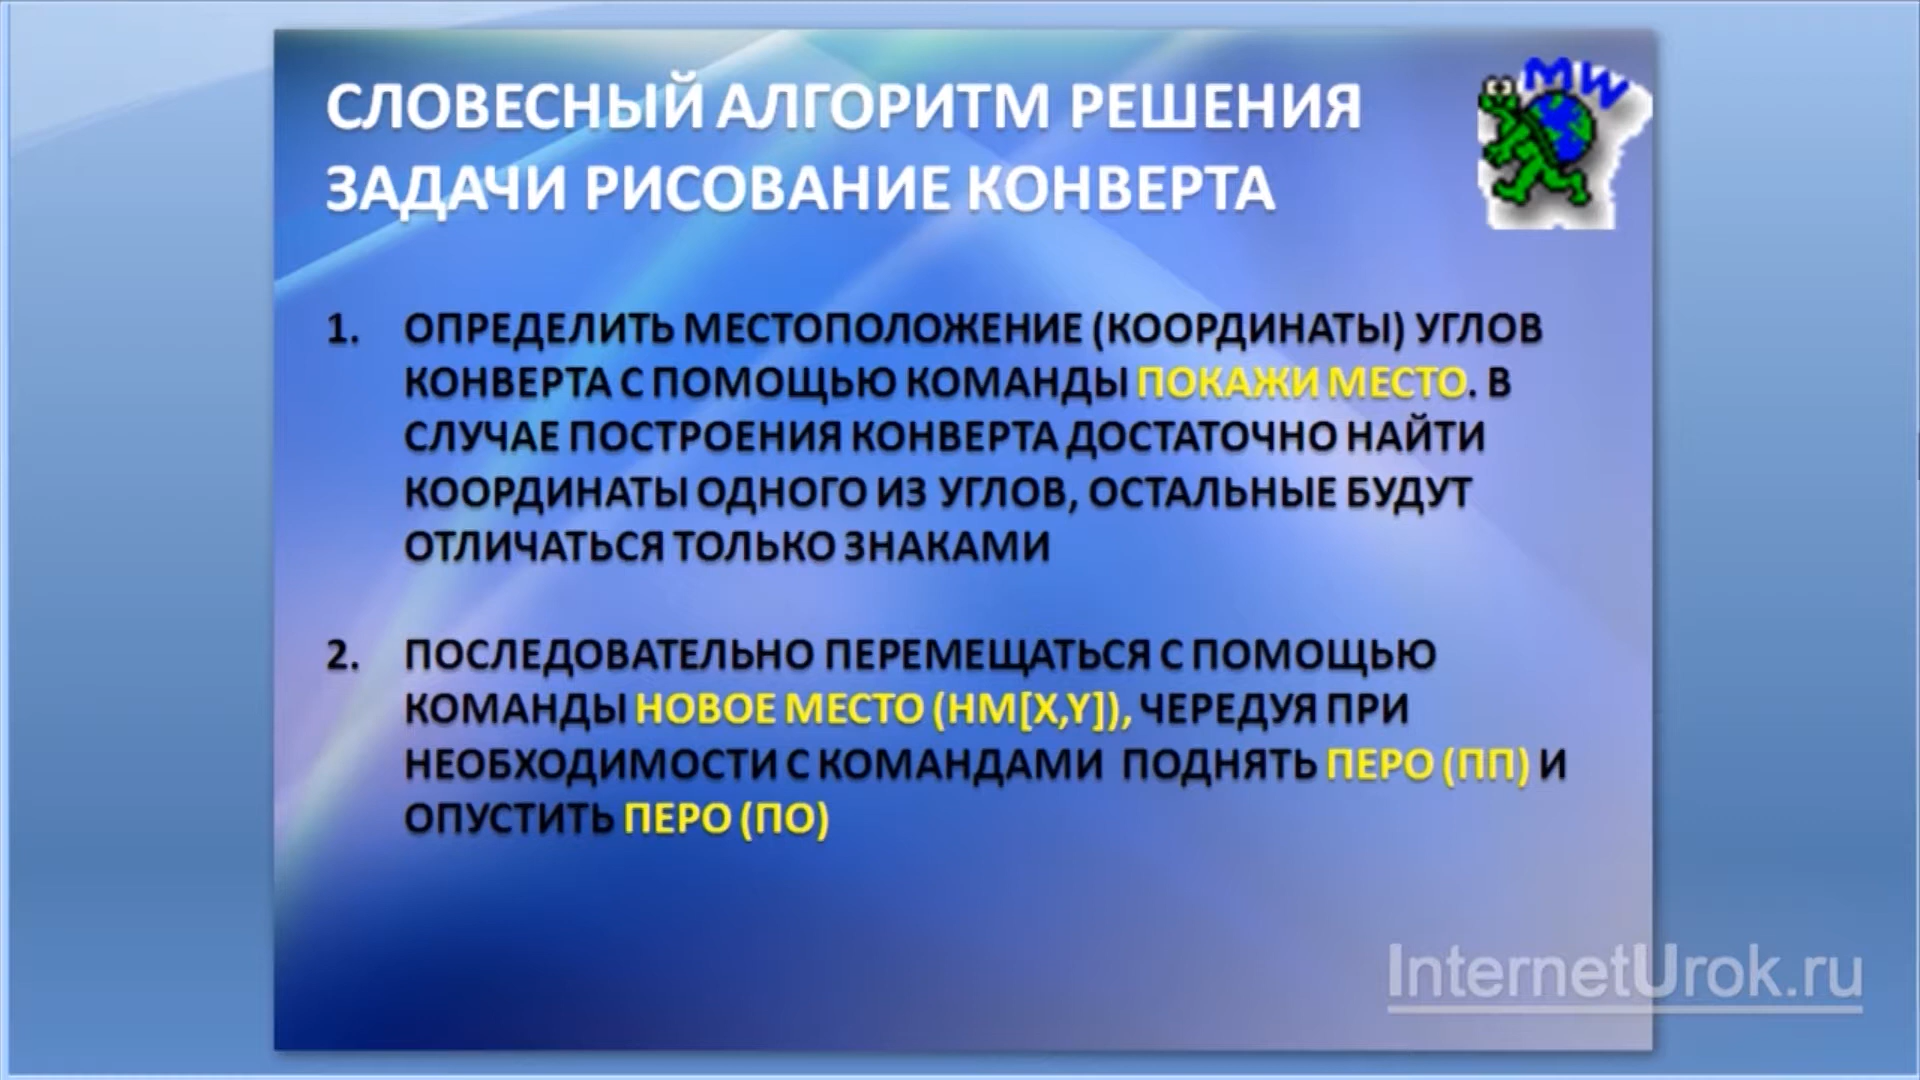 СЛОВЕСНЫЙ АЛГОРИТМ РЕШЕНИЯ
ЗАДАЧИ РИСОВАНИЕ КОНВЕРТА
MW
1. ОПРЕДЕЛИТЬ МЕСТОПОЛОЖЕНИЕ (КООРДИНАТЫ) УГЛОВ
КОНВЕРТА С ПОМОЩЬЮ КОМАНДЫ ПОКАЖИ МЕСТО. В
СЛУЧАЕ ПОСТРОЕНИЯ КОНВЕРТА ДОСТАТОЧНО НАЙТИ
КООРДИНАТЫ ОДНОГО ИЗ УГЛОВ, ОСТАЛЬНЫЕ БУДУТ
ОТЛИЧАТЬСЯ ТОЛЬКО ЗНАКАМИ
2. ПОСЛЕДОВАТЕЛЬНО ПЕРЕМЕЩАТЬСЯ С ПОМОЩЬЮ
КОМАНДЫ НОВОЕ МЕСТО (НМ[X,Y]), ЧЕРЕДУЯ ПРИ
НЕОБХОДИМОСТИ С КОМАНДАМИ ПОДНЯТЬ ПЕРО (ПП) И
ОПУСТИТЬ ПЕРО (ПО)
InternetUrok.ru